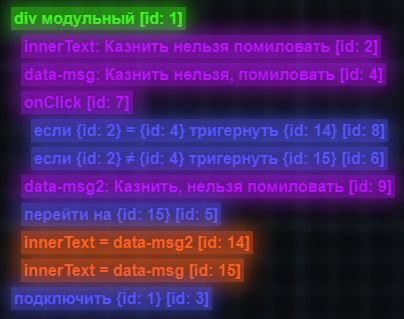 div модульный [id: 1]
innerText: Казнить нельзя помиловать [id: 2]
data-msg: Казнить нельзя, помиловать [id: 4]
onClick [id: 7]
если {id: 2} = {id: 4} тригернуть {id: 14} [id: 8]
если {id: 2} ≠ {id: 4} тригернуть {id: 15} [id: 6]
data-msg2: Казнить, нельзя помиловать [id: 9]
перейти на {id: 15} [id: 5]
innerText = data-msg2 [id: 14]
innerText = data-msg [id: 15]
подключить {id: 1} [id: 3]